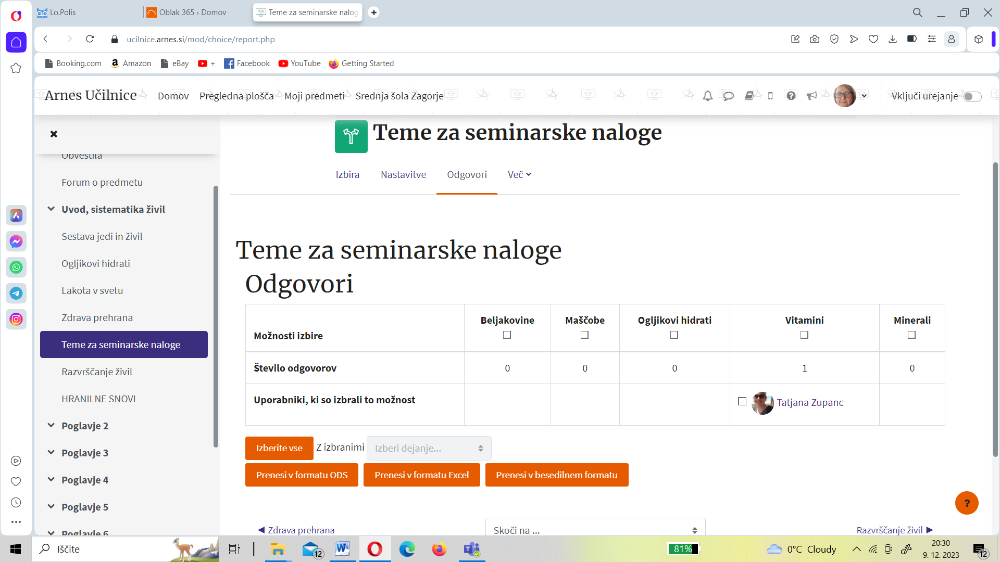 Lo.Polis
Oblak 365 › Domov
Teme za seminarske nalog
ucilnice.arnes.si/mod/choice/report.php
Booking.com
Amazon
eBay
+
Facebook
YouTube
Getting Started
Arnes Učilnice
Domov
Pregledna plošča
Moji predmeti
Srednja šola Zagorje
Vključi urejanje
Obvestila
Forum o predmetu
Uvod, sistematika živil
Sestava jedi in živil
Ogljikovi hidrati
Lakota v svetu
Zdrava prehrana
Teme za seminarske naloge
Razvrščanje živil
HRANILNE SNOVI
Poglavje 2
Poglavje 3
Poglavje 4
Poglavje 5
Poglavje 6
Teme za seminarske naloge
Izbira
Nastavitve
Odgovori
Več
Teme za seminarske naloge
Odgovori
Možnosti izbire
Beljakovine
Maščobe
Ogljikovi hidrati
Vitamini
Minerali
Število odgovorov
0
0
0
1
0
Uporabniki, ki so izbrali to možnost
Tatjana Zupanc
Izberite vse
Z izbranimi
Izberi dejanje...
Prenesi v formatu ODS
Prenesi v formatu Excel
Prenesi v besedilnem formatu
?
◀ Zdrava prehrana
Skoči na ...
Razvrščanje živil ▶
Iščite
12
81%
0°C Cloudy
20:30
9. 12. 2023
12